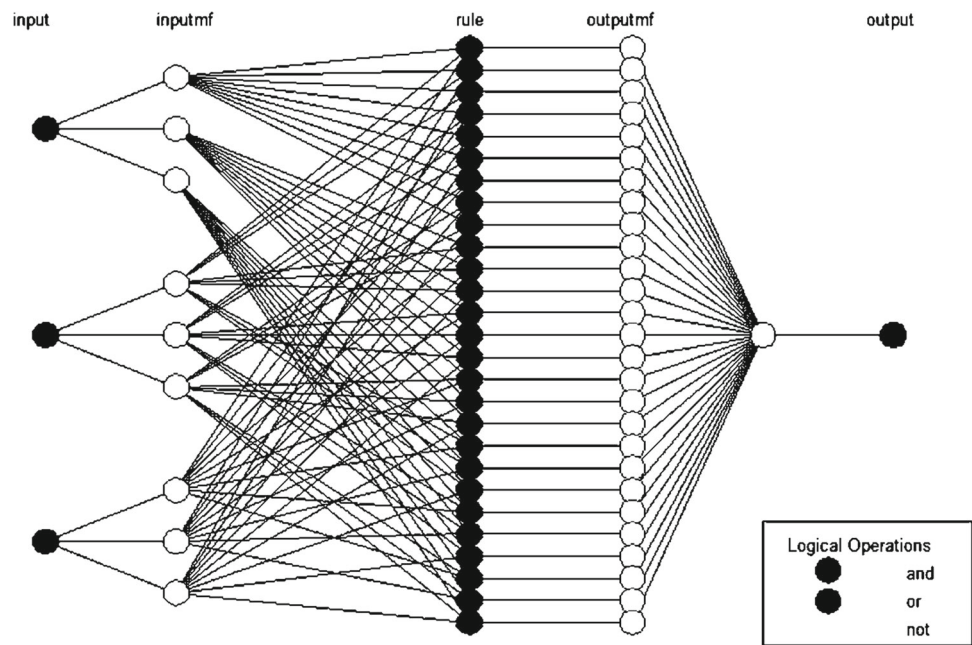 input inputmf rule outputmf output
Logical Operations
and
or
not